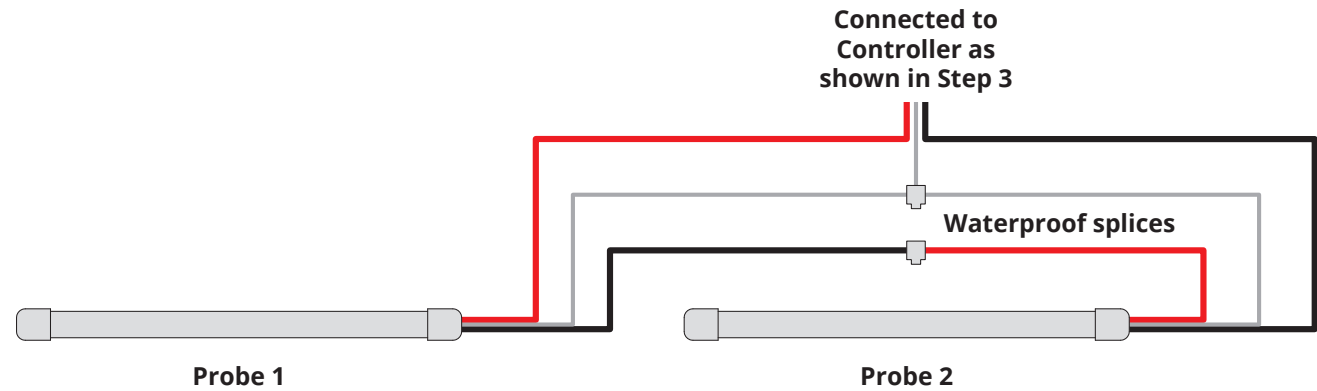 Connected to
Controller as
shown in Step 3
Waterproof splices
Probe 1
Probe 2